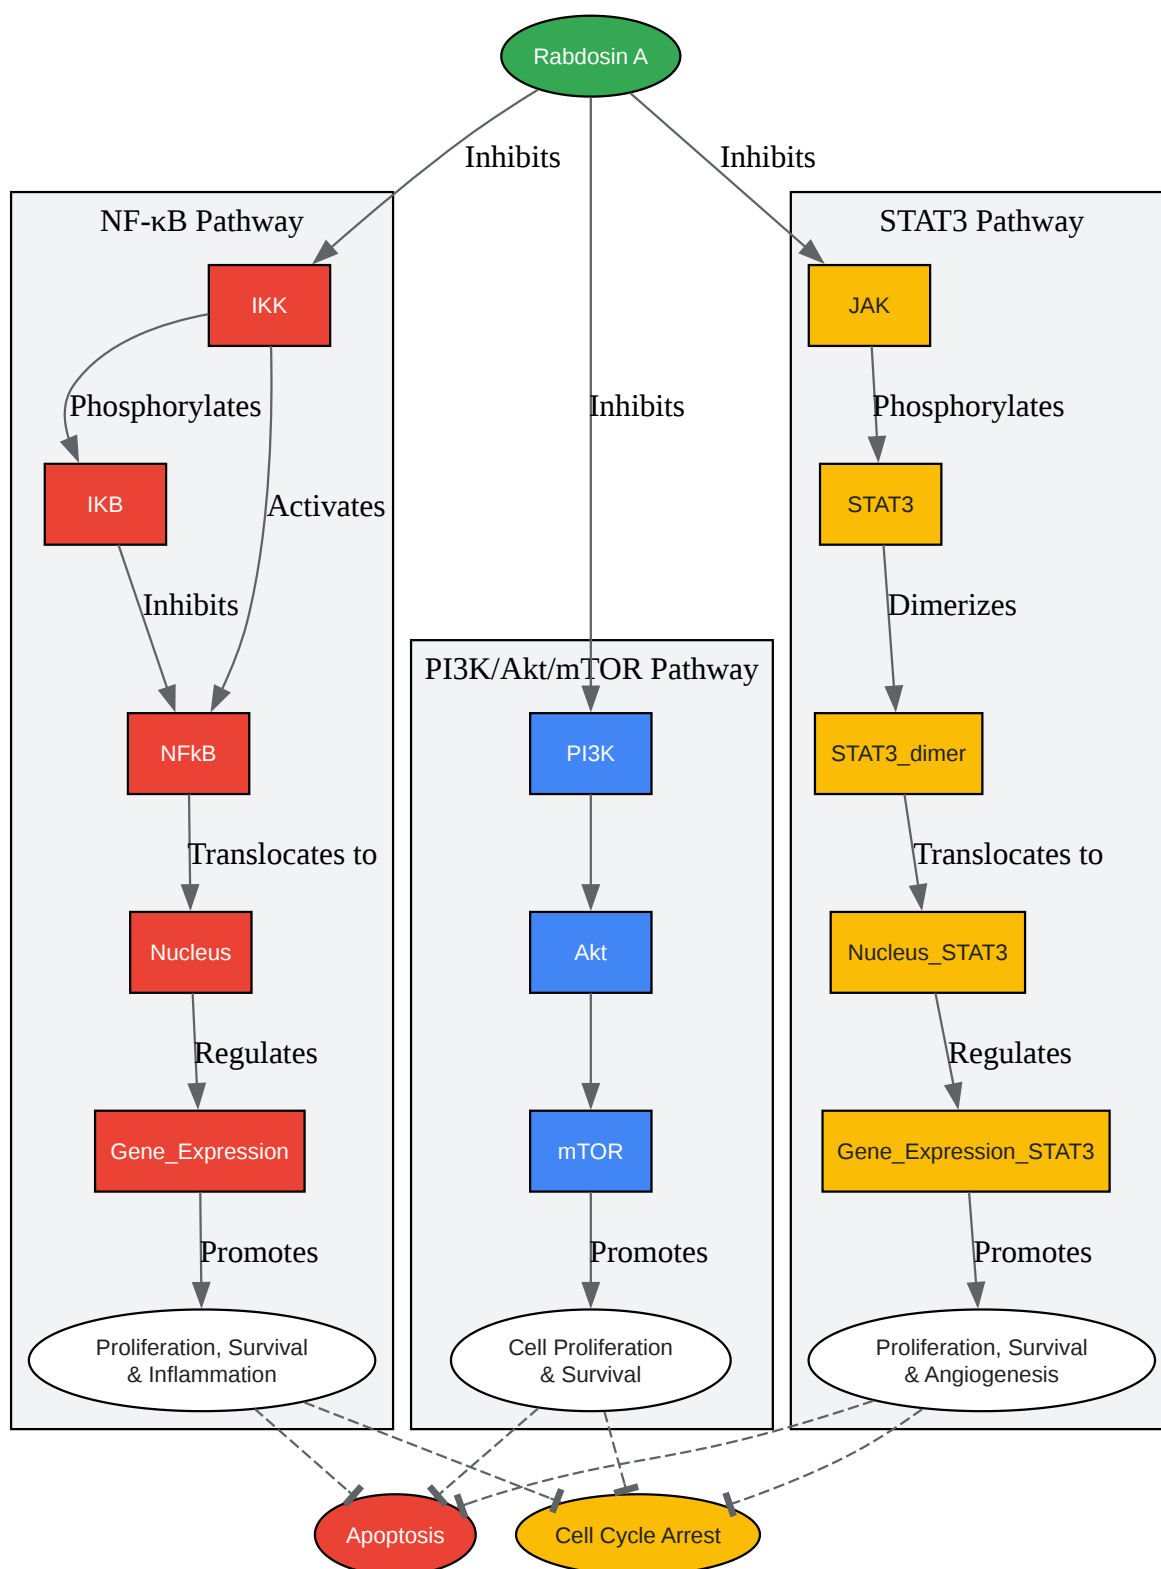 Rabdosin A
Inhibits
Inhibits
NF-κB Pathway
STAT3 Pathway
IKK
JAK
Phosphorylates
Inhibits
Phosphorylates
IKB
Activates
STAT3
Inhibits
Dimerizes
PI3K/Akt/mTOR Pathway
NFkB
PI3K
STAT3_dimer
Translocates to
Translocates to
Nucleus
Akt
Nucleus_STAT3
Regulates
Regulates
Gene_Expression
mTOR
Gene_Expression_STAT3
Promotes
Promotes
Promotes
Proliferation, Survival
& Inflammation
Cell Proliferation
& Survival
Proliferation, Survival
& Angiogenesis
Apoptosis
Cell Cycle Arrest